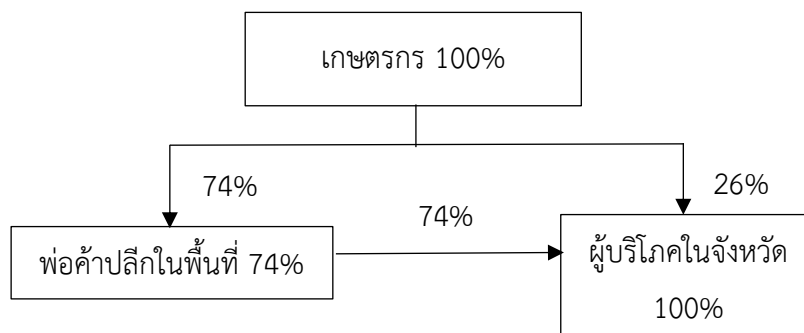 เกษตรกร 100%
74%
26%
74%
พ่อค้าปลีกในพื้นที่ 74%
ผู้บริโภคในจังหวัด
100%